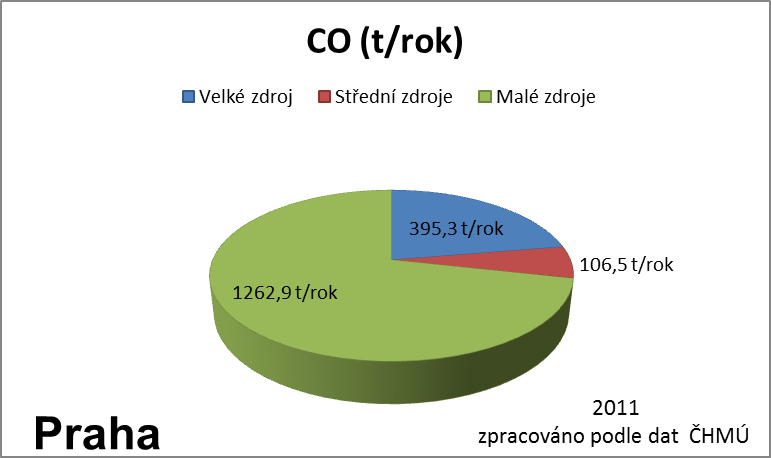 CO (t/rok)
Velké zdroj Střední zdroje Malé zdroje
395,3 t/rok
106,5 t/rok
1262,9 t/rok
2011
zpracováno podle dat ČHMÚ
Praha